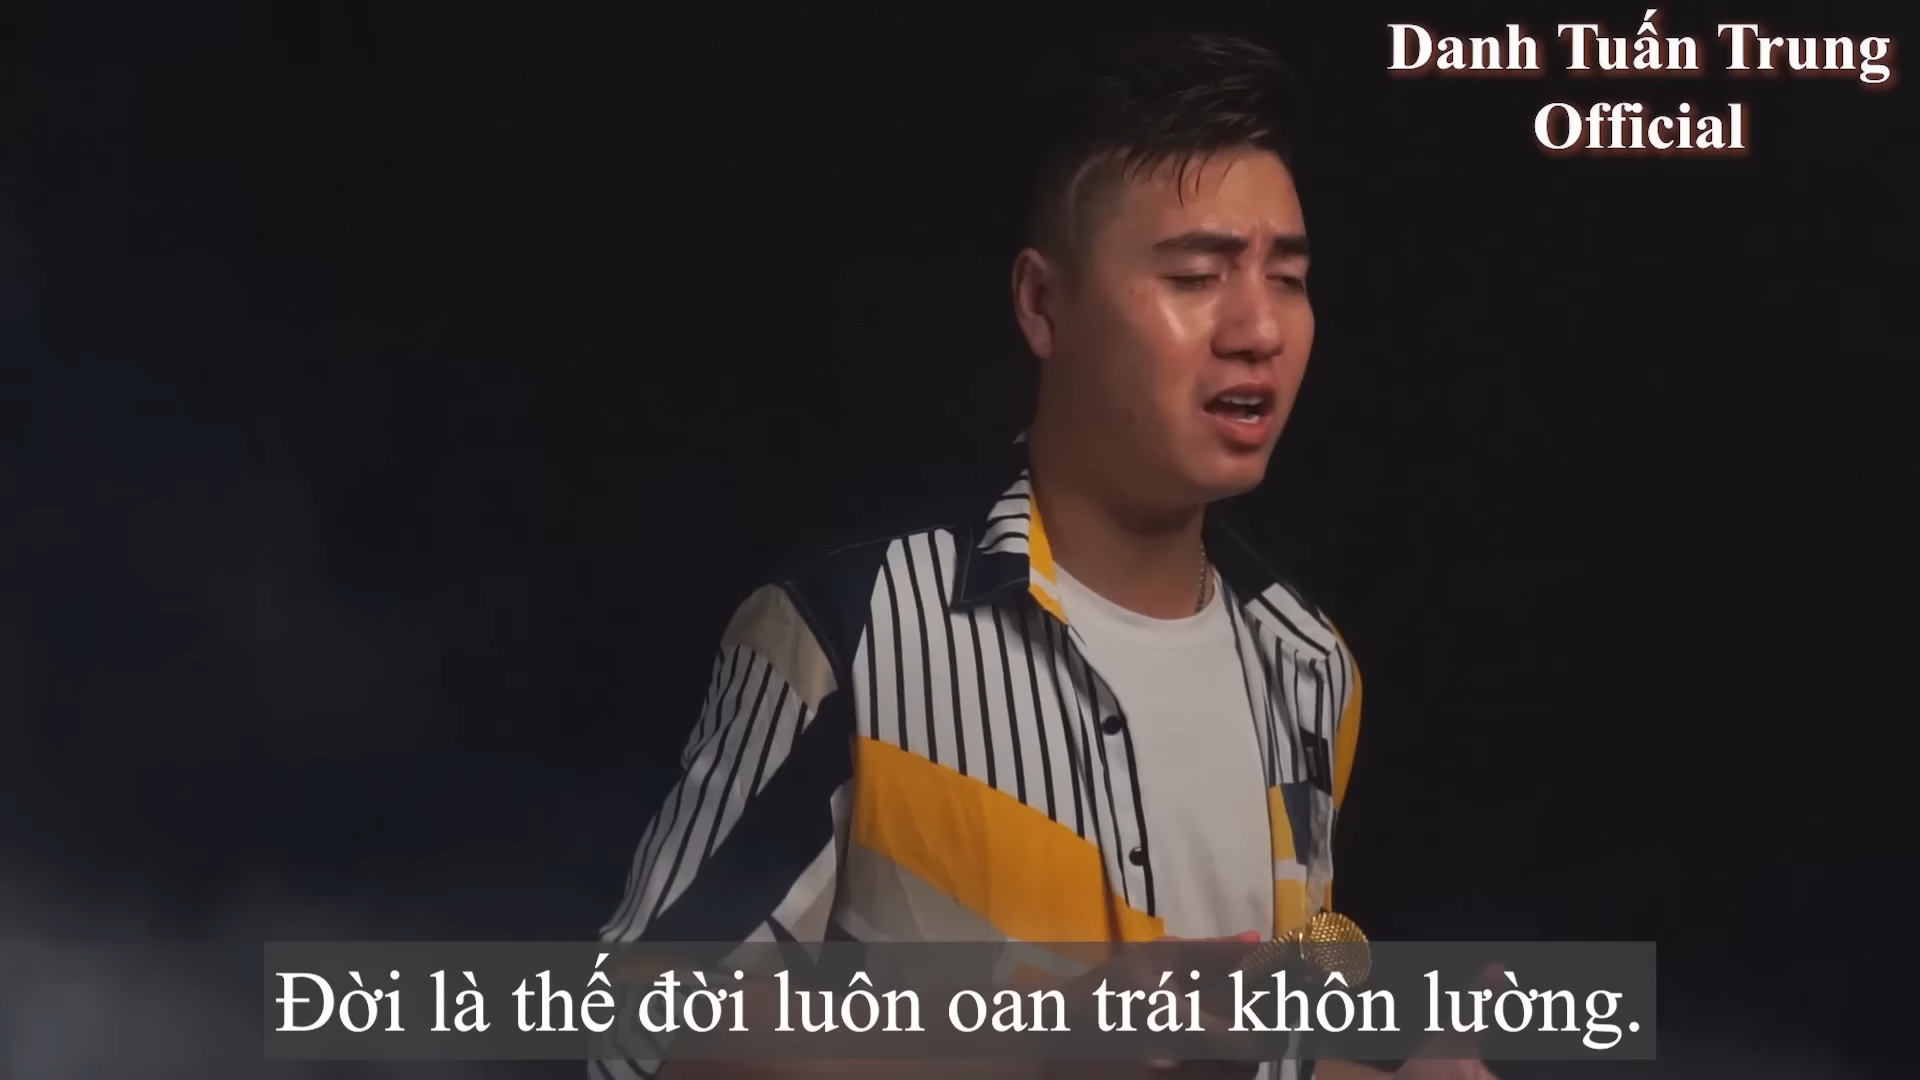 Danh Tuấn Trung
Official
Đời là thế đời luôn oan trái khôn lường.